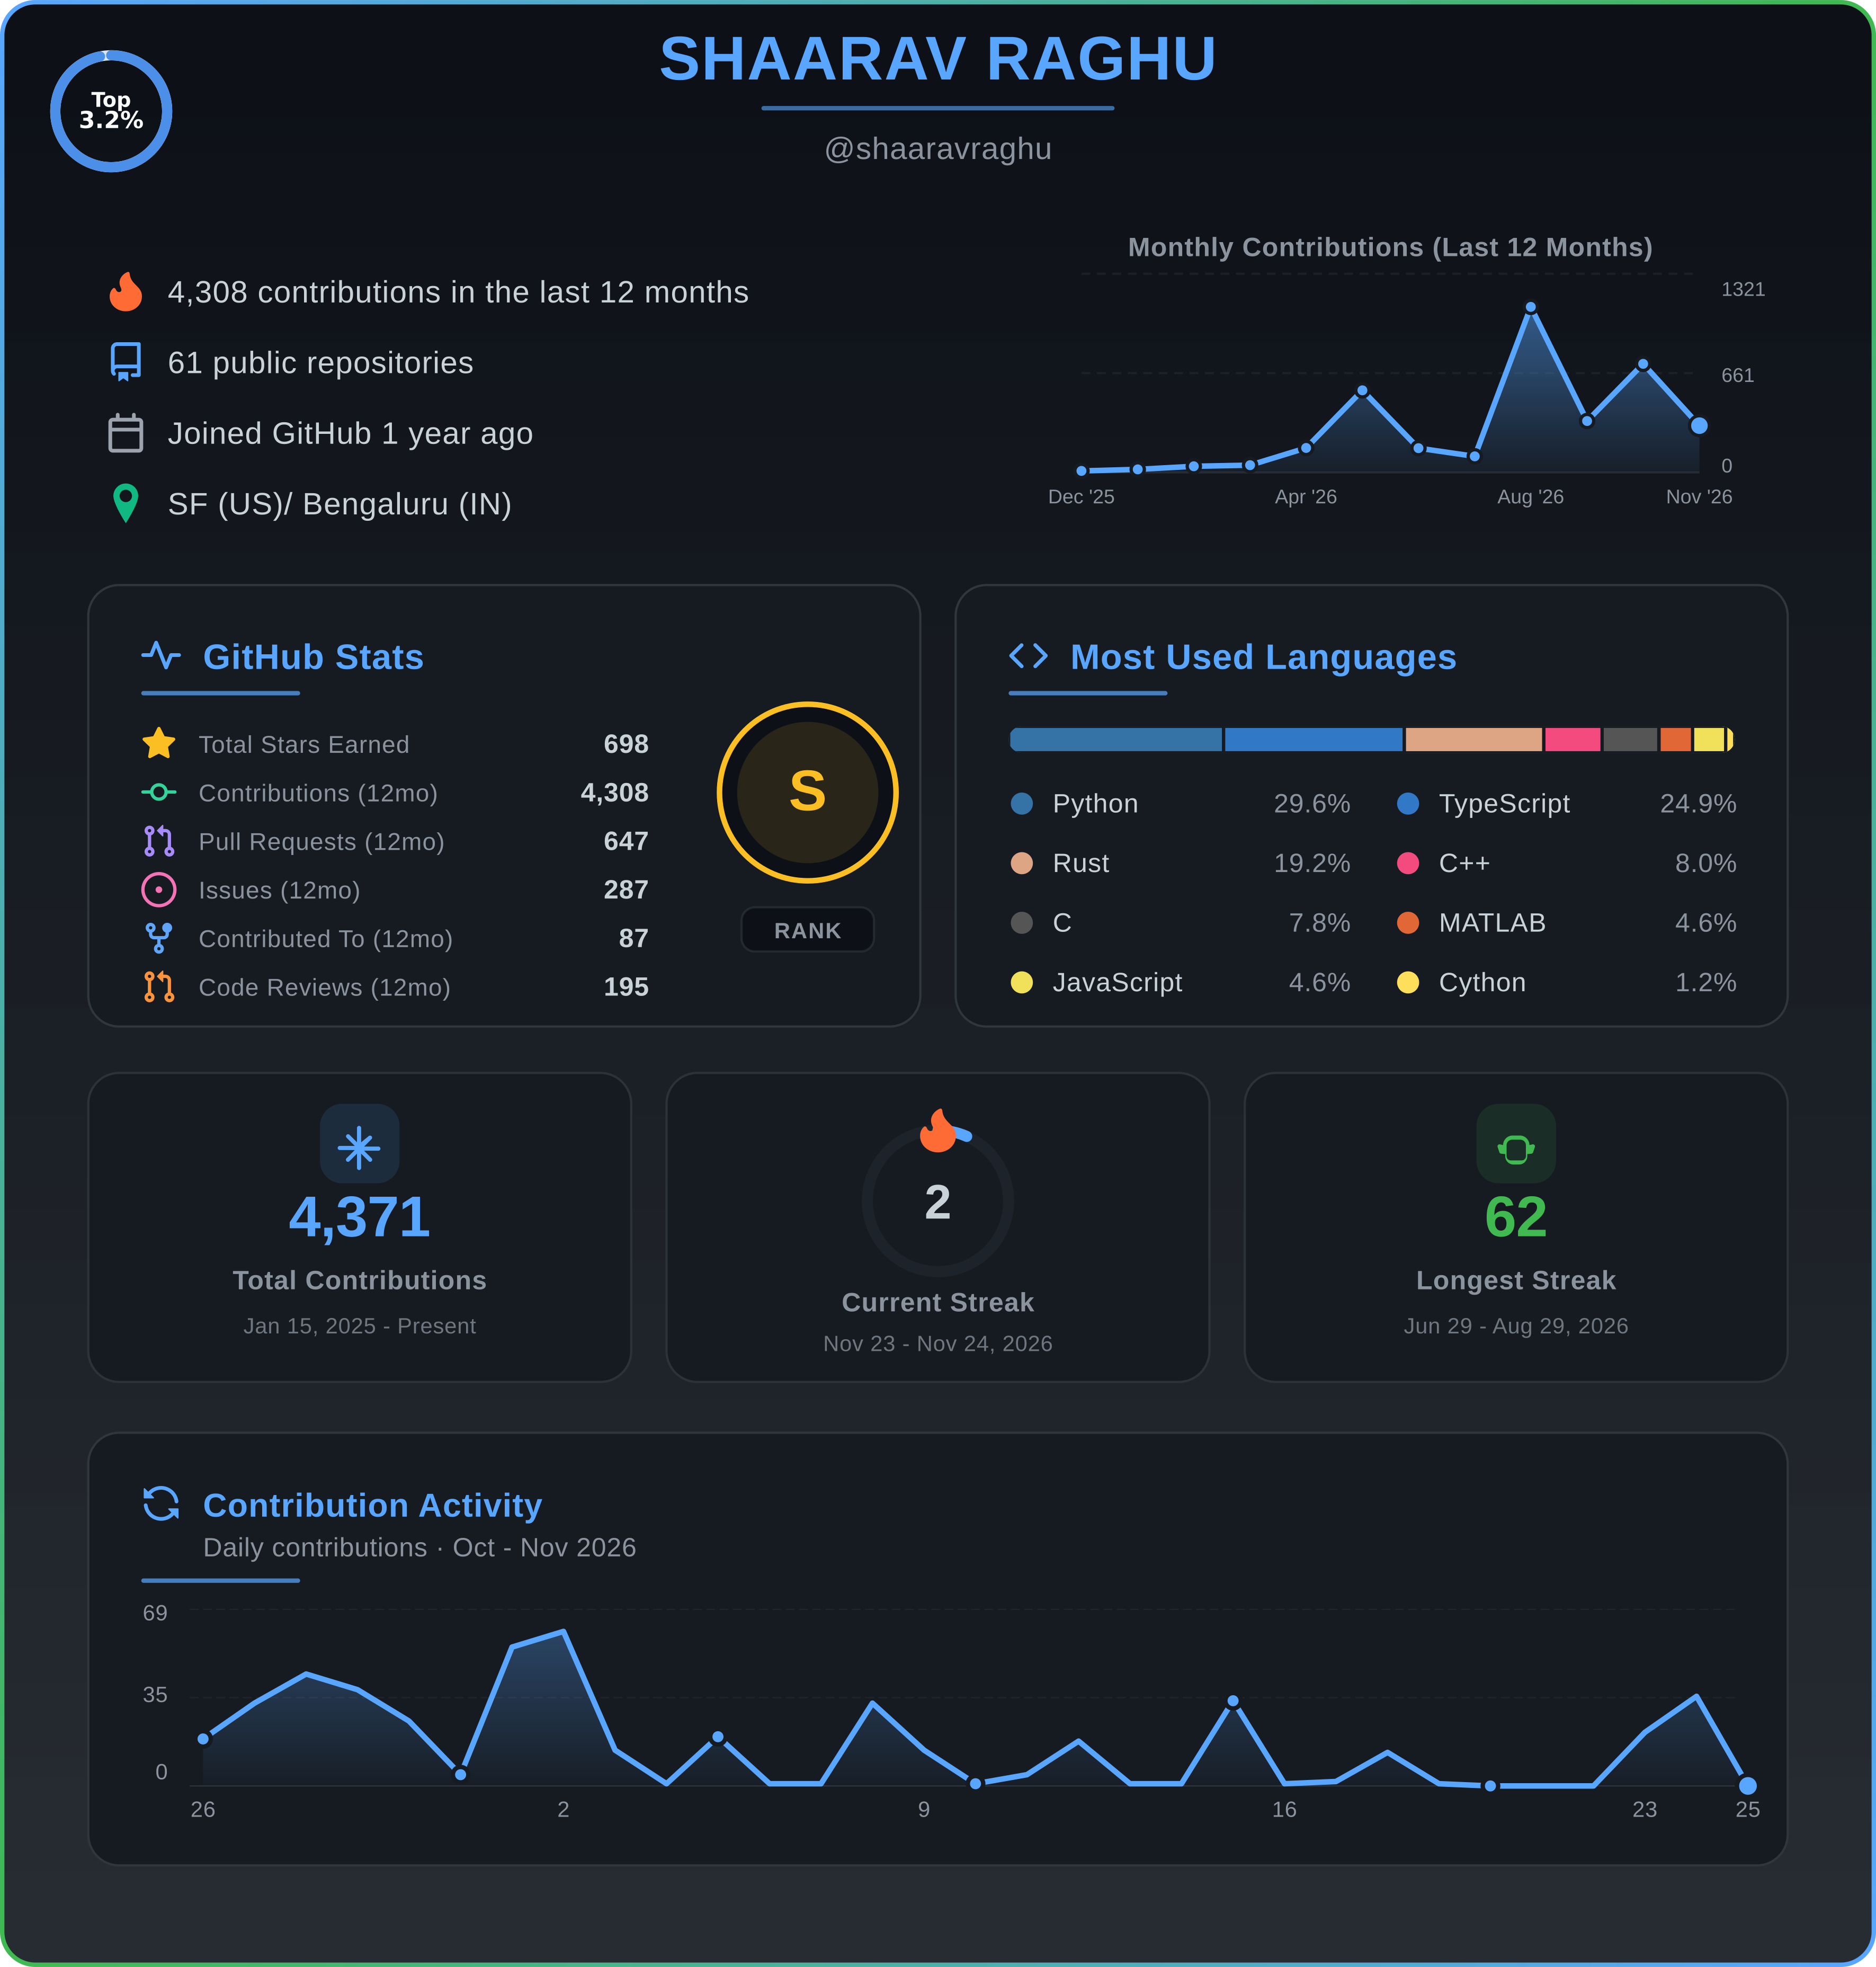 Top
3.2%
SHAARAV RAGHU
@shaaravraghu
4,308 contributions in the last 12 months
61 public repositories
Joined GitHub 1 year ago
SF (US)/ Bengaluru (IN)
Monthly Contributions (Last 12 Months)
1321
661
0
Dec '25 Apr '26 Aug '26 Nov '26
GitHub Stats
Total Stars Earned 698
Contributions (12mo) 4,308
Pull Requests (12mo) 647
Issues (12mo) 287
Contributed To (12mo) 87
Code Reviews (12mo) 195
S
RANK
Most Used Languages
Python 29.6% TypeScript 24.9%
Rust 19.2% C++ 8.0%
C 7.8% MATLAB 4.6%
JavaScript 4.6% Cython 1.2%
4,371
Total Contributions
Jan 15, 2025 - Present
2
Current Streak
Nov 23 - Nov 24, 2026
62
Longest Streak
Jun 29 - Aug 29, 2026
Contribution Activity
Daily contributions · Oct - Nov 2026
69
35
0
26 2 9 16 23 25